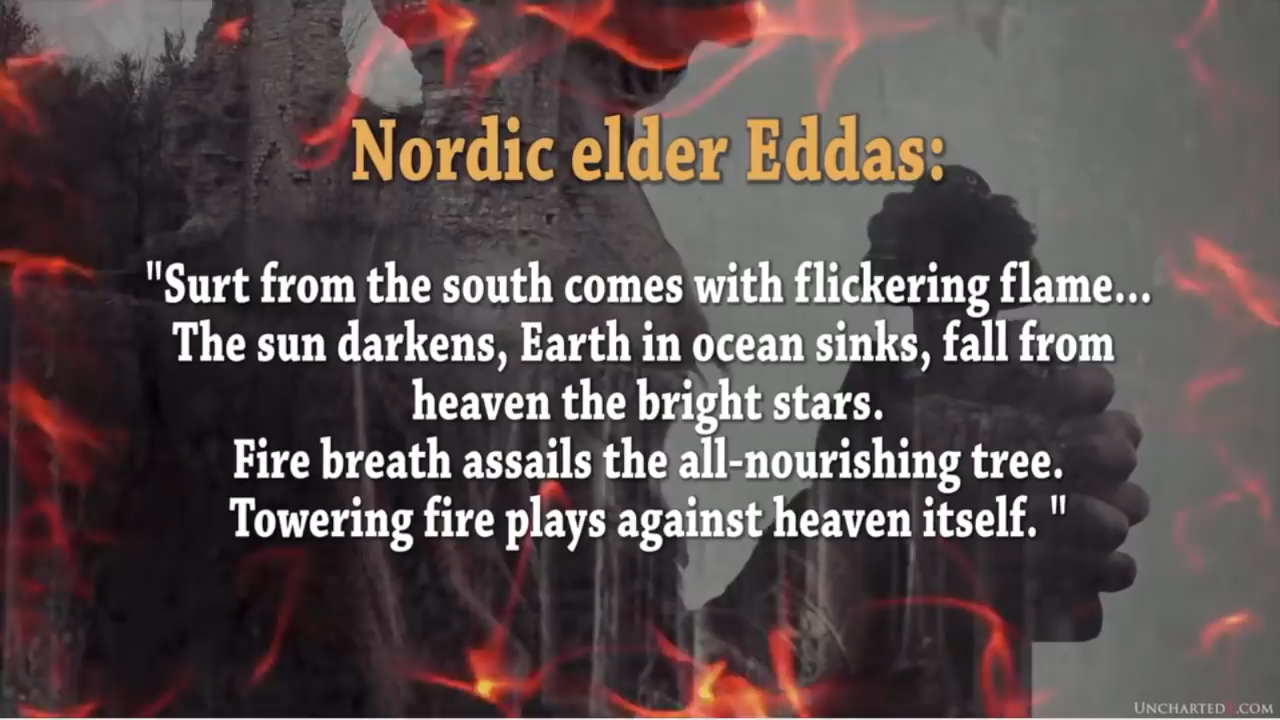 Nordic elder Eddas:
"Surt from the south comes with flickering flame...
The sun darkens, Earth in ocean sinks, fall from
heaven the bright stars.
Fire breath assails the all-nourishing tree.
Towering fire plays against heaven itself. "
UNCHARTEDX.COM